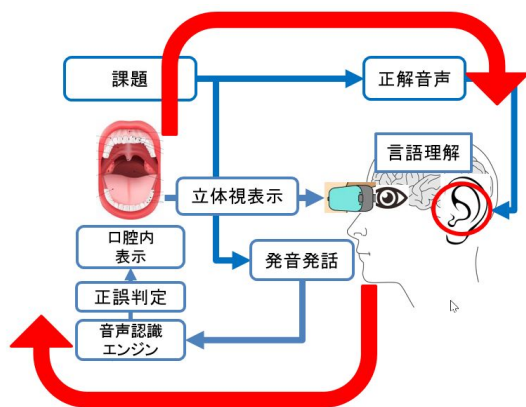 課題
正解音声
言語理解
立体視表示
口腔内
表示
発音発話
正誤判定
音声認識
エンジン